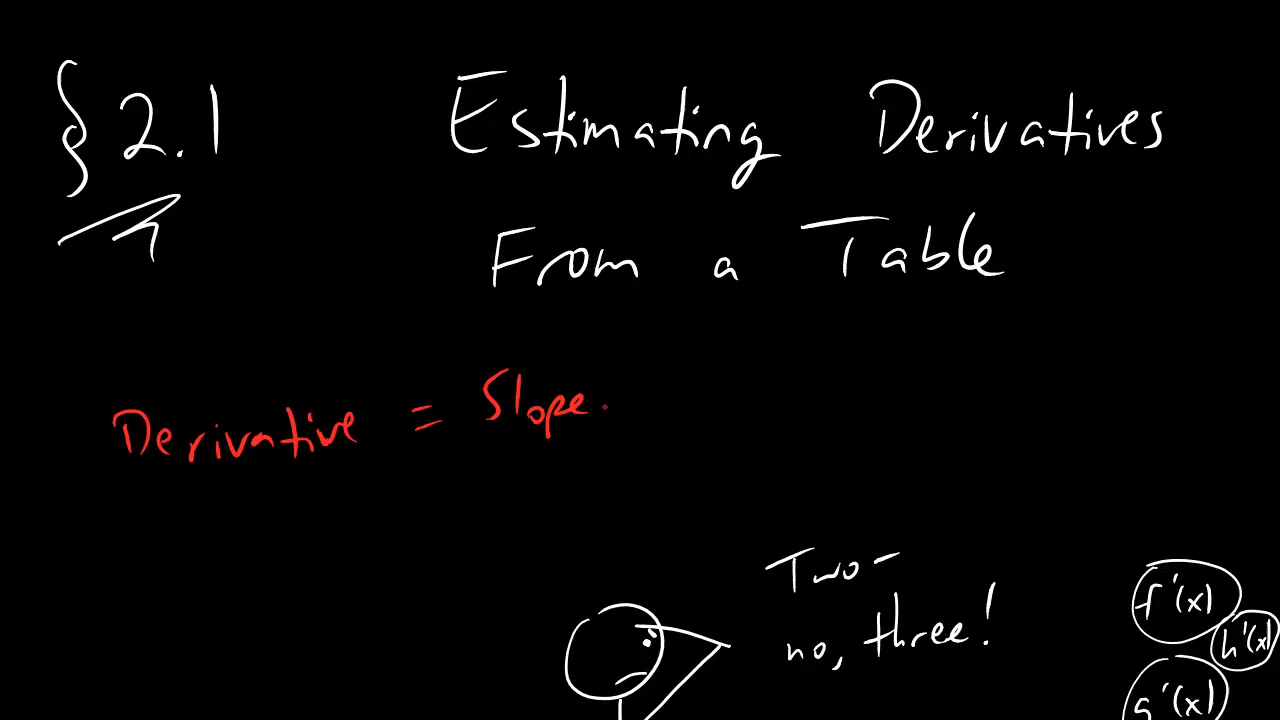 § 2.1 Estimating Derivatives
From a Table
Derivative = Slope.
Two-
no, three!
f'(x)
h'(x)
g'(x)